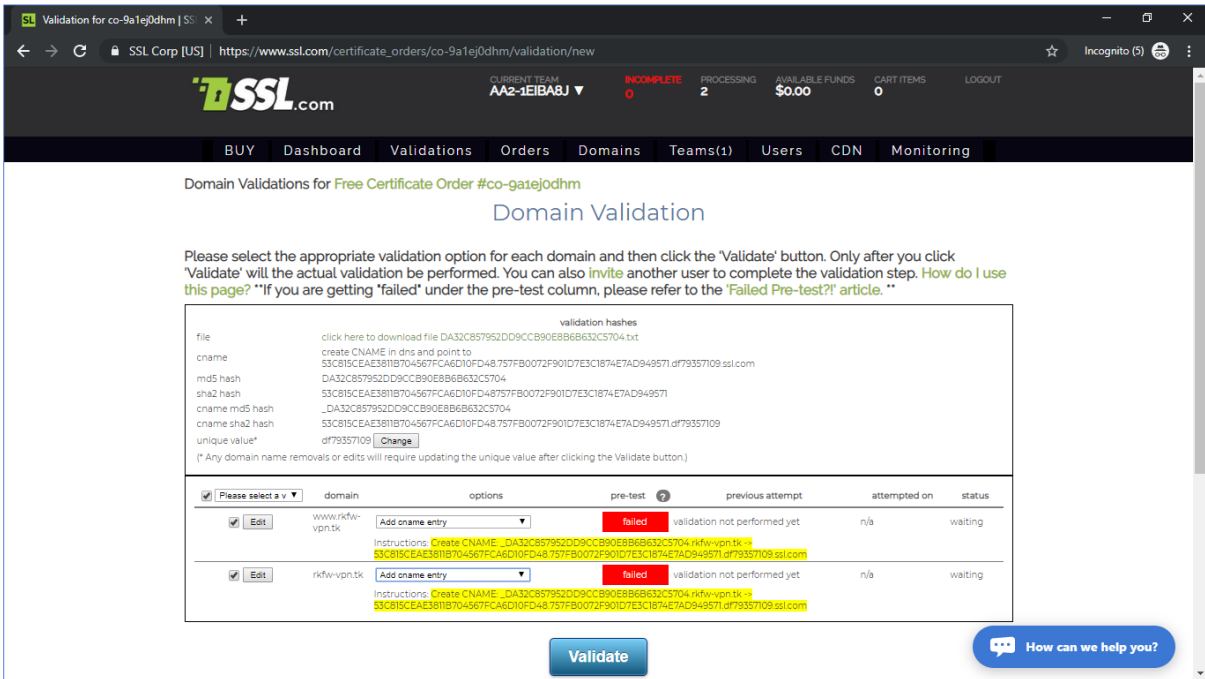 SL Validation for co-9a1ej0dhm | SS
SSL Corp [US] | https://www.ssl.com/certificate_orders/co-9a1ej0dhm/validation/new
Incognito (5)
SSL.com
CURRENT TEAM INCOMPLETE PROCESSING AVAILABLE FUNDS CART ITEMS LOGOUT
AA2-1EIBA8J ▼ 0 2 $0.00 0
BUY Dashboard Validations Orders Domains Teams(1) Users CDN Monitoring
Domain Validations for Free Certificate Order #co-9a1ej0dhm
Domain Validation
Please select the appropriate validation option for each domain and then click the 'Validate' button. Only after you click
'Validate' will the actual validation be performed. You can also invite another user to complete the validation step. How do I use
this page? **If you are getting "failed" under the pre-test column, please refer to the 'Failed Pre-test?!' article. **
validation hashes
file click here to download file DA32C857952DD9CCB90E8B6B632C5704.txt
cname create CNAME in dns and point to
53C815CEAE3811B704567FCA6D10FD48.757FB0072F901D7E3C1874E7AD949571.df79357109.ssl.com
md5 hash DA32C857952DD9CCB90E8B6B632C5704
sha2 hash 53C815CEAE3811B704567FCA6D10FD48757FB0072F901D7E3C1874E7AD949571
cname md5 hash _DA32C857952DD9CCB90E8B6B632C5704
cname sha2 hash 53C815CEAE3811B704567FCA6D10FD48.757FB0072F901D7E3C1874E7AD949571.df79357109
unique value* df79357109 Change
(* Any domain name removals or edits will require updating the unique value after clicking the Validate button.)
Please select a v ▼ domain options pre-test ? previous attempt attempted on status
Edit www.rkfw-vpn.tk Add cname entry ▼ failed validation not performed yet n/a waiting
Instructions: Create CNAME: _DA32C857952DD9CCB90E8B6B632C5704.rkfw-vpn.tk ->
53C815CEAE3811B704567FCA6D10FD48.757FB0072F901D7E3C1874E7AD949571.df79357109.ssl.com
Edit rkfw-vpn.tk Add cname entry ▼ failed validation not performed yet n/a waiting
Instructions: Create CNAME: _DA32C857952DD9CCB90E8B6B632C5704.rkfw-vpn.tk ->
53C815CEAE3811B704567FCA6D10FD48.757FB0072F901D7E3C1874E7AD949571.df79357109.ssl.com
Validate
How can we help you?